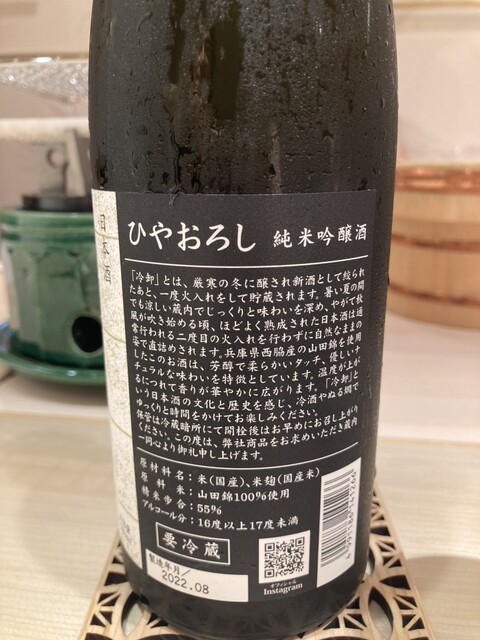 日本酒
ひやおろし 純米吟醸酒
「冷卸」とは、厳寒の冬に醸され新酒として搾られ
たあと、一度火入れをして貯蔵されます。暑い夏の間
でも涼しい蔵内でじっくりと味わいを深め、やがて秋
風が吹き始める頃、ほどよく熟成された日本酒は通
常行われる二度目の火入れを行わずに自然なままの
姿で直詰めされます。兵庫県西脇産の山田錦を使用
したこのお酒は、芳醇で柔らかいタッチ、優しいナ
チュラルな味わいを特徴としています。温度が上が
るにつれて香りが華やかに広がります。「冷卸」と
いう日本酒の文化と歴史を感じ、冷酒やぬる燗で
ゆっくりと時間をかけてお楽しみください。
保管は冷蔵暗所にて開栓後はお早めにお召し上がり
ください。この度は、弊社商品をお求めいただき蔵内
一同心より御礼申し上げます。
原材料名:米(国産)、米麹(国産米)
原料米:山田錦100%使用
精米歩合:55%
アルコール分:16度以上17度未満
要冷蔵
製造年月/
2022.08
オフィシャル
Instagram